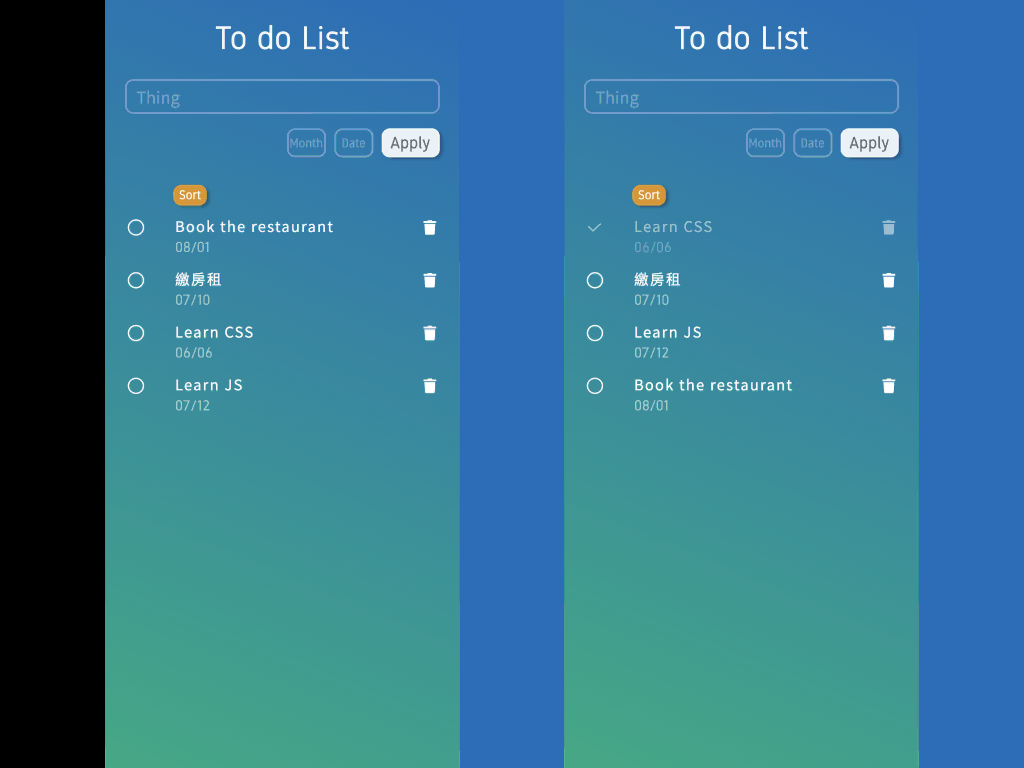 To do List
Thing
Month Date Apply
Sort
Book the restaurant
08/01
繳房租
07/10
Learn CSS
06/06
Learn JS
07/12
To do List
Thing
Month Date Apply
Sort
Learn CSS
06/06
繳房租
07/10
Learn JS
07/12
Book the restaurant
08/01